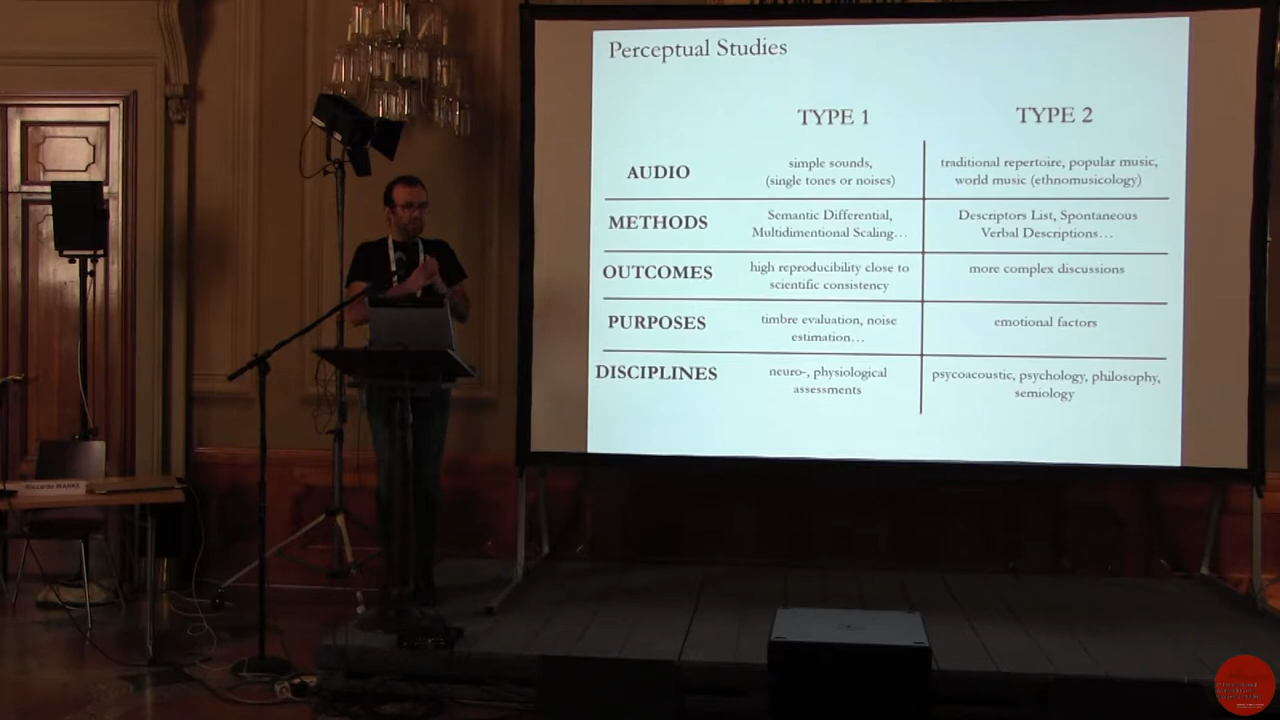 Perceptual Studies
TYPE 1
TYPE 2
AUDIO
simple sounds,
(single tones or noises)
traditional repertoire, popular music,
world music (ethnomusicology)
METHODS
Semantic Differential,
Multidimentional Scaling…
Descriptors List, Spontaneous
Verbal Descriptions…
OUTCOMES
high reproducibility close to
scientific consistency
more complex discussions
PURPOSES
timbre evaluation, noise
estimation…
emotional factors
DISCIPLINES
neuro-, physiological
assessments
psycoacoustic, psychology, philosophy,
semiology